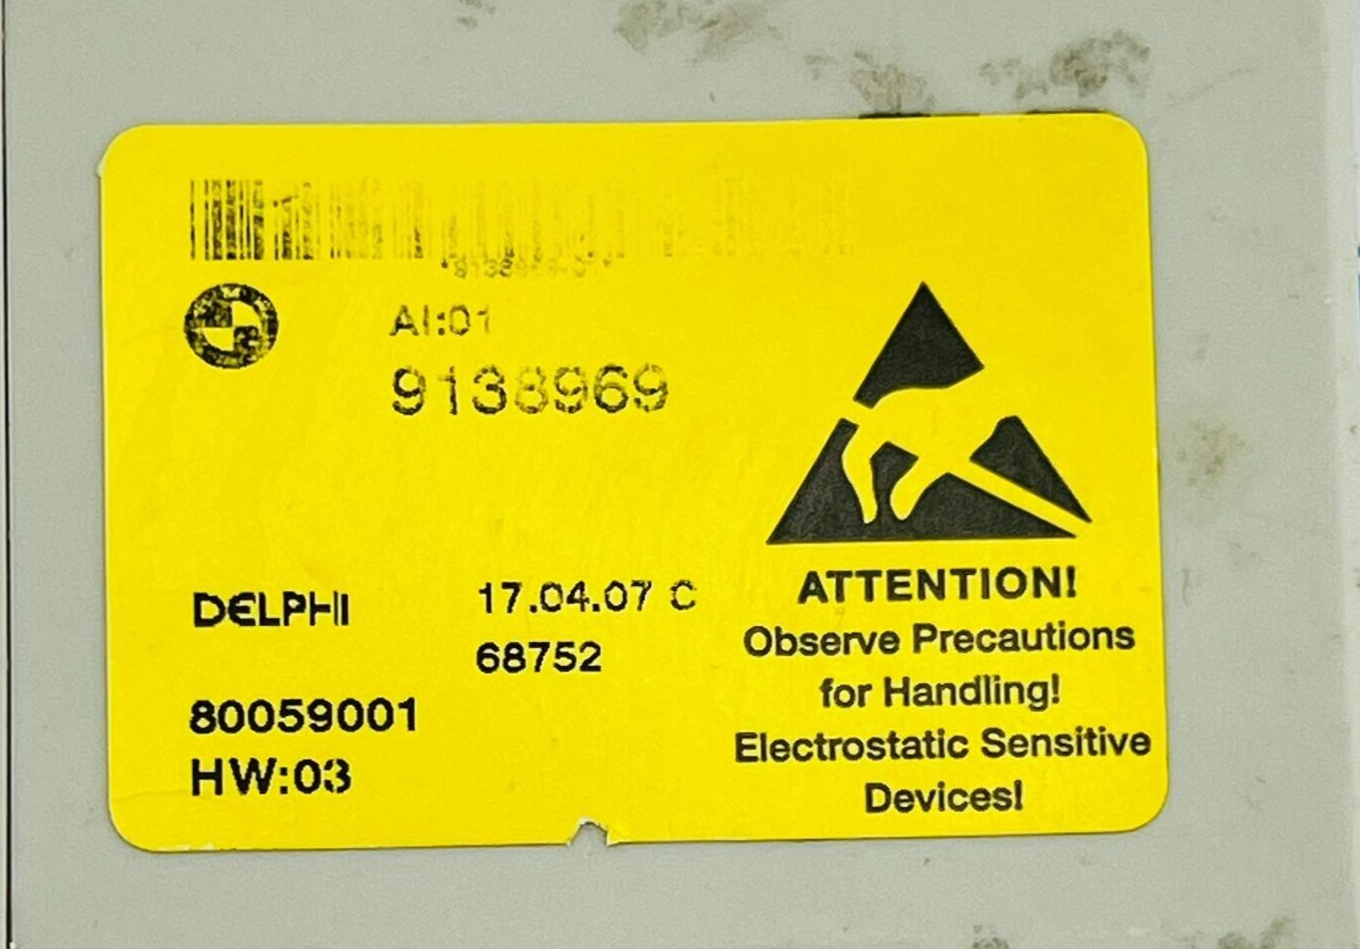 AI:01
9138969
DELPHI
17.04.07 C
68752
80059001
HW:03
ATTENTION!
Observe Precautions
for Handling!
Electrostatic Sensitive
Devices!